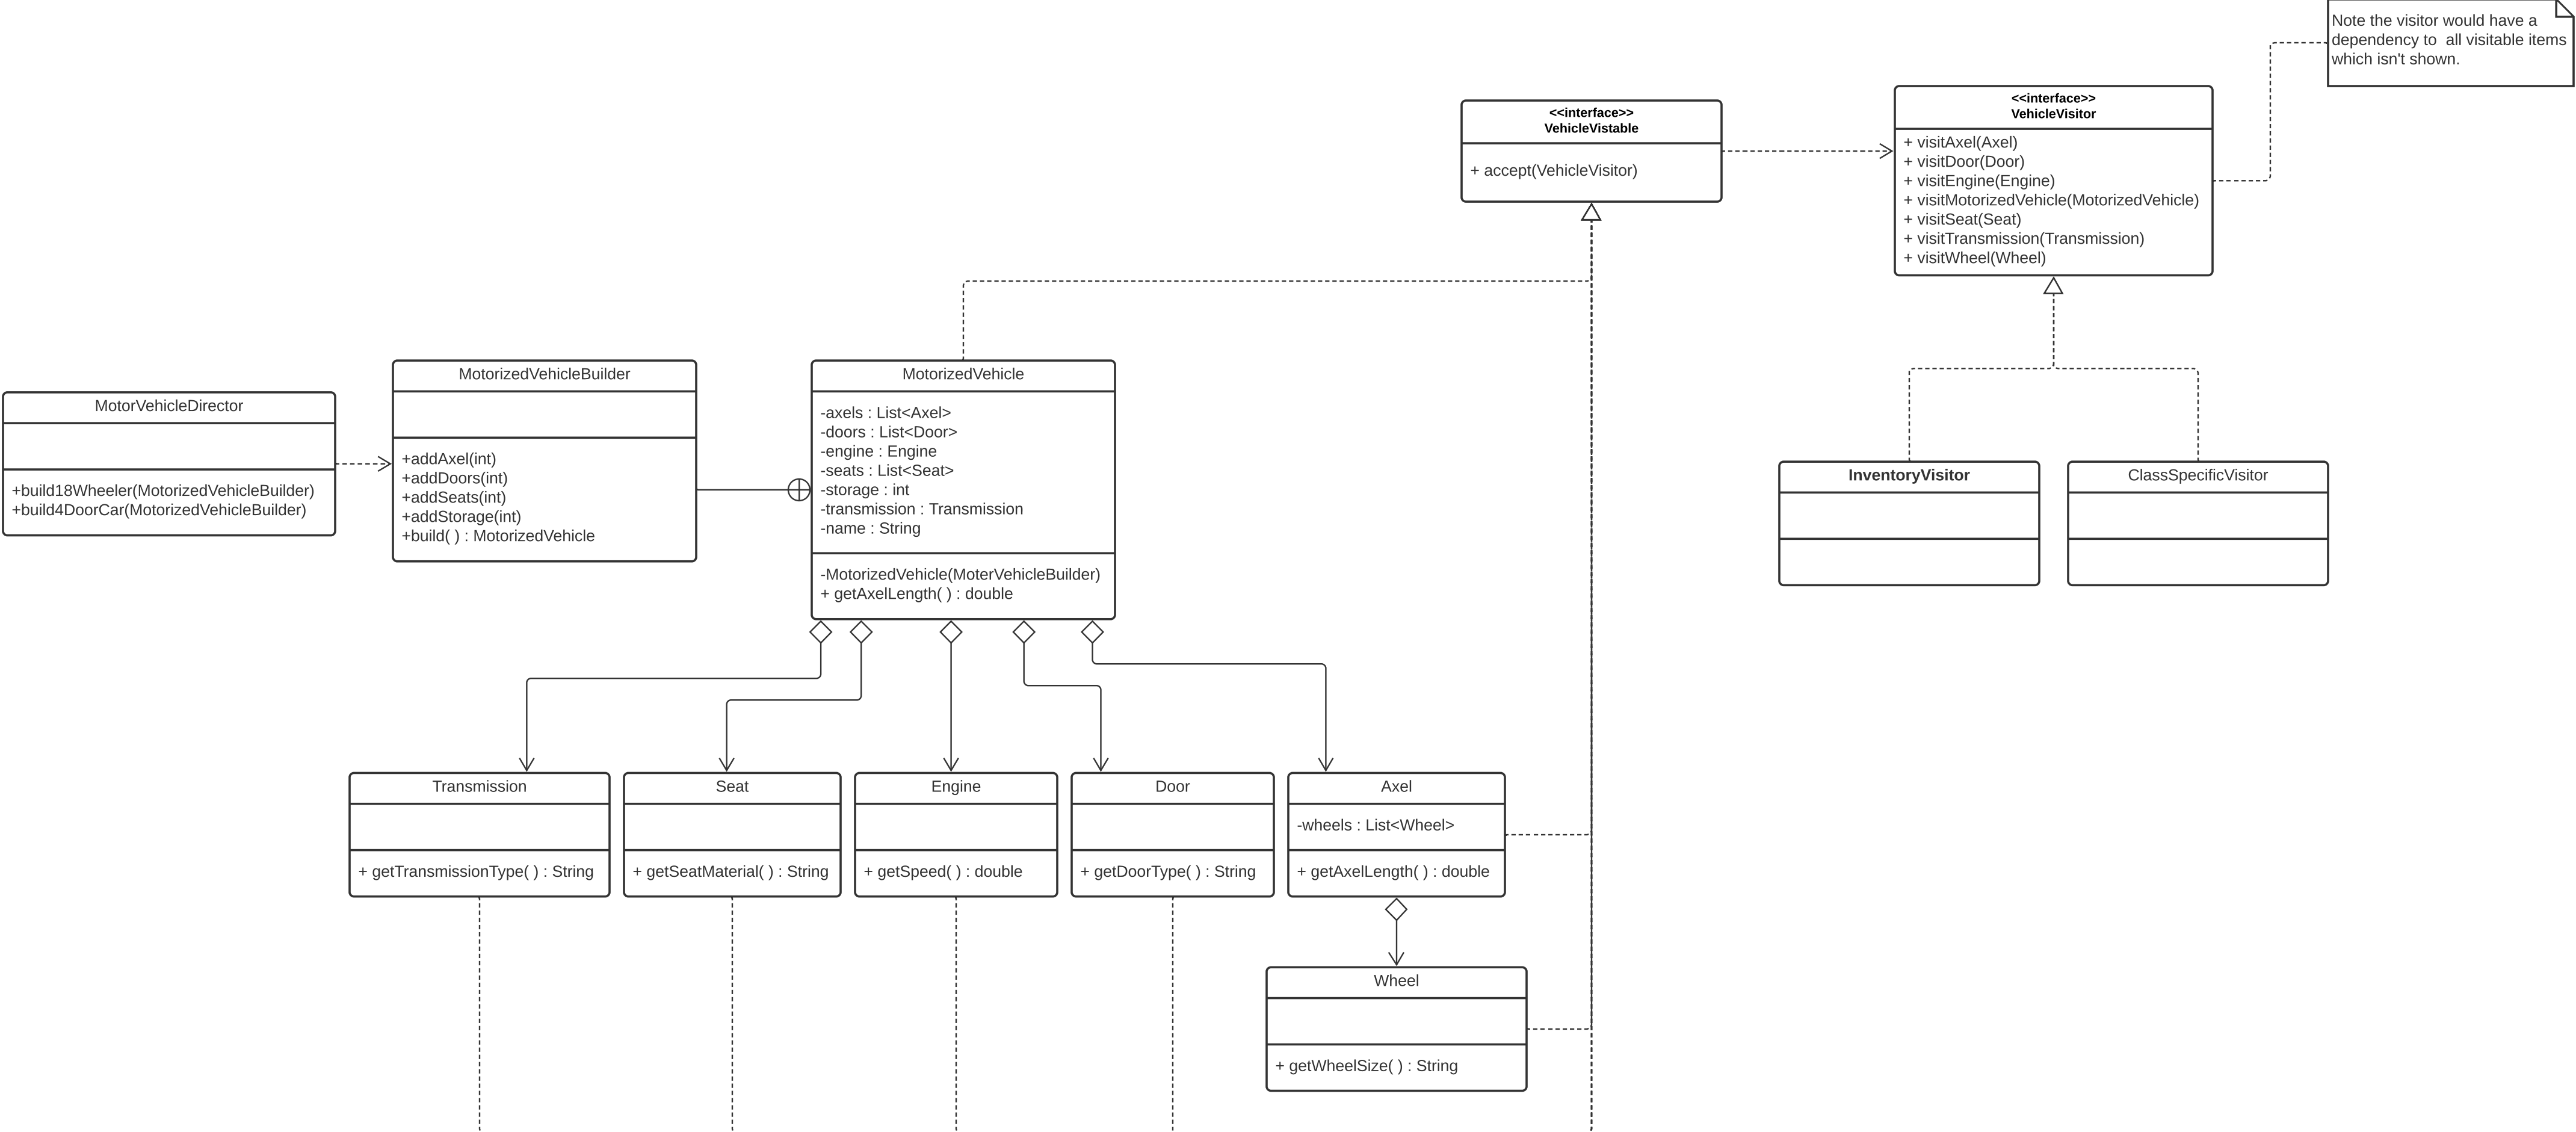 Note the visitor would have a
dependency to  all visitable items
which isn't shown.
<<interface>>
VehicleVistable
+ accept(VehicleVisitor)
<<interface>>
VehicleVisitor
+ visitAxel(Axel)
+ visitDoor(Door)
+ visitEngine(Engine)
+ visitMotorizedVehicle(MotorizedVehicle)
+ visitSeat(Seat)
+ visitTransmission(Transmission)
+ visitWheel(Wheel)
MotorVehicleDirector
+build18Wheeler(MotorizedVehicleBuilder)
+build4DoorCar(MotorizedVehicleBuilder)
MotorizedVehicleBuilder
+addAxel(int)
+addDoors(int)
+addSeats(int)
+addStorage(int)
+build( ) : MotorizedVehicle
MotorizedVehicle
-axels : List<Axel>
-doors : List<Door>
-engine : Engine
-seats : List<Seat>
-storage : int
-transmission : Transmission
-name : String
-MotorizedVehicle(MoterVehicleBuilder)
+ getAxelLength( ) : double
InventoryVisitor
ClassSpecificVisitor
Transmission
+ getTransmissionType( ) : String
Seat
+ getSeatMaterial( ) : String
Engine
+ getSpeed( ) : double
Door
+ getDoorType( ) : String
Axel
-wheels : List<Wheel>
+ getAxelLength( ) : double
Wheel
+ getWheelSize( ) : String